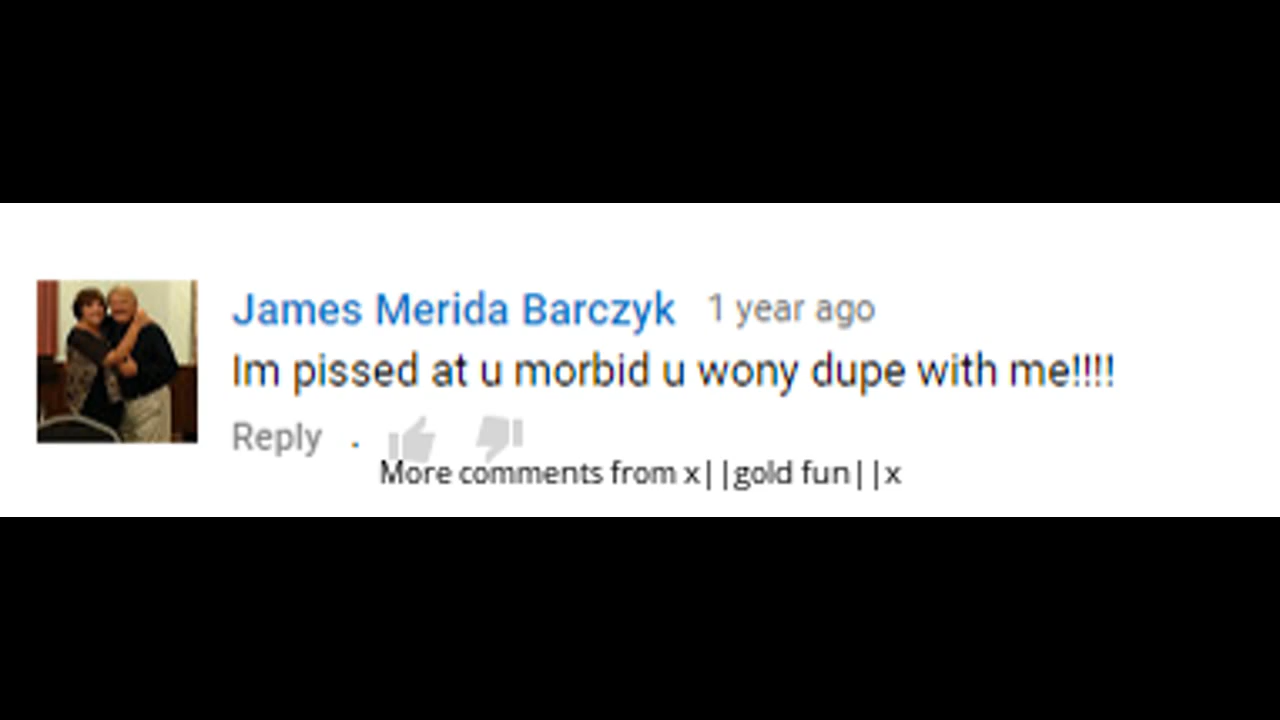 James Merida Barczyk 1 year ago
Im pissed at u morbid u wony dupe with me!!!!
Reply .
More comments from x||gold fun||x